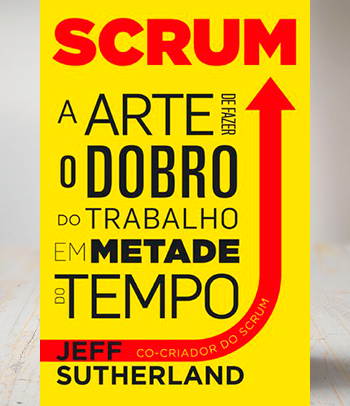 SCRUM
A ARTE DE FAZER
O DOBRO
DO TRABALHO
EM METADE
DO TEMPO
JEFF SUTHERLAND
CO-CRIADOR DO SCRUM